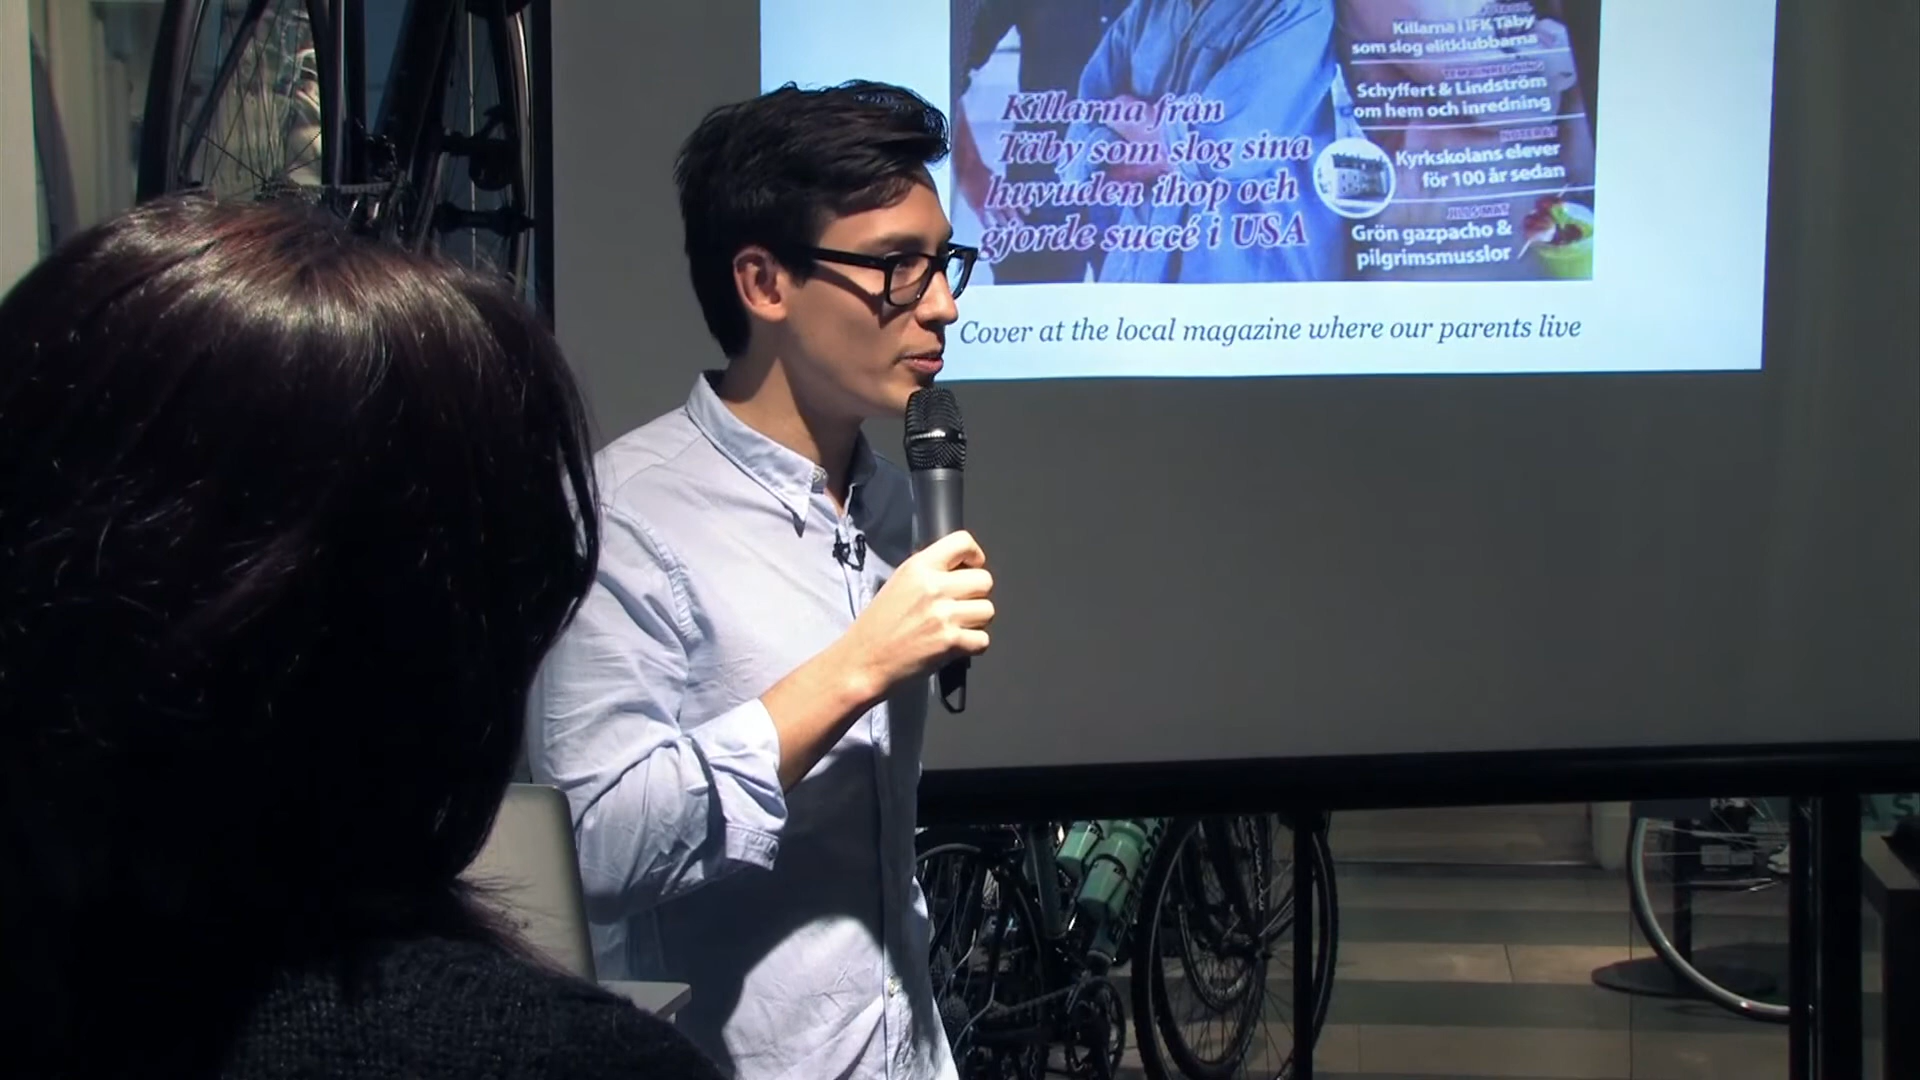 Killarna i IFK Täby
som slog elitklubbarna
Schyffert & Lindström
om hem och inredning
Kyrkskolans elever
för 100 år sedan
Grön gazpacho &
pilgrimsmusslor
Killarna från
Täby som slog sina
huvuden ihop och
gjorde succé i USA
Cover at the local magazine where our parents live